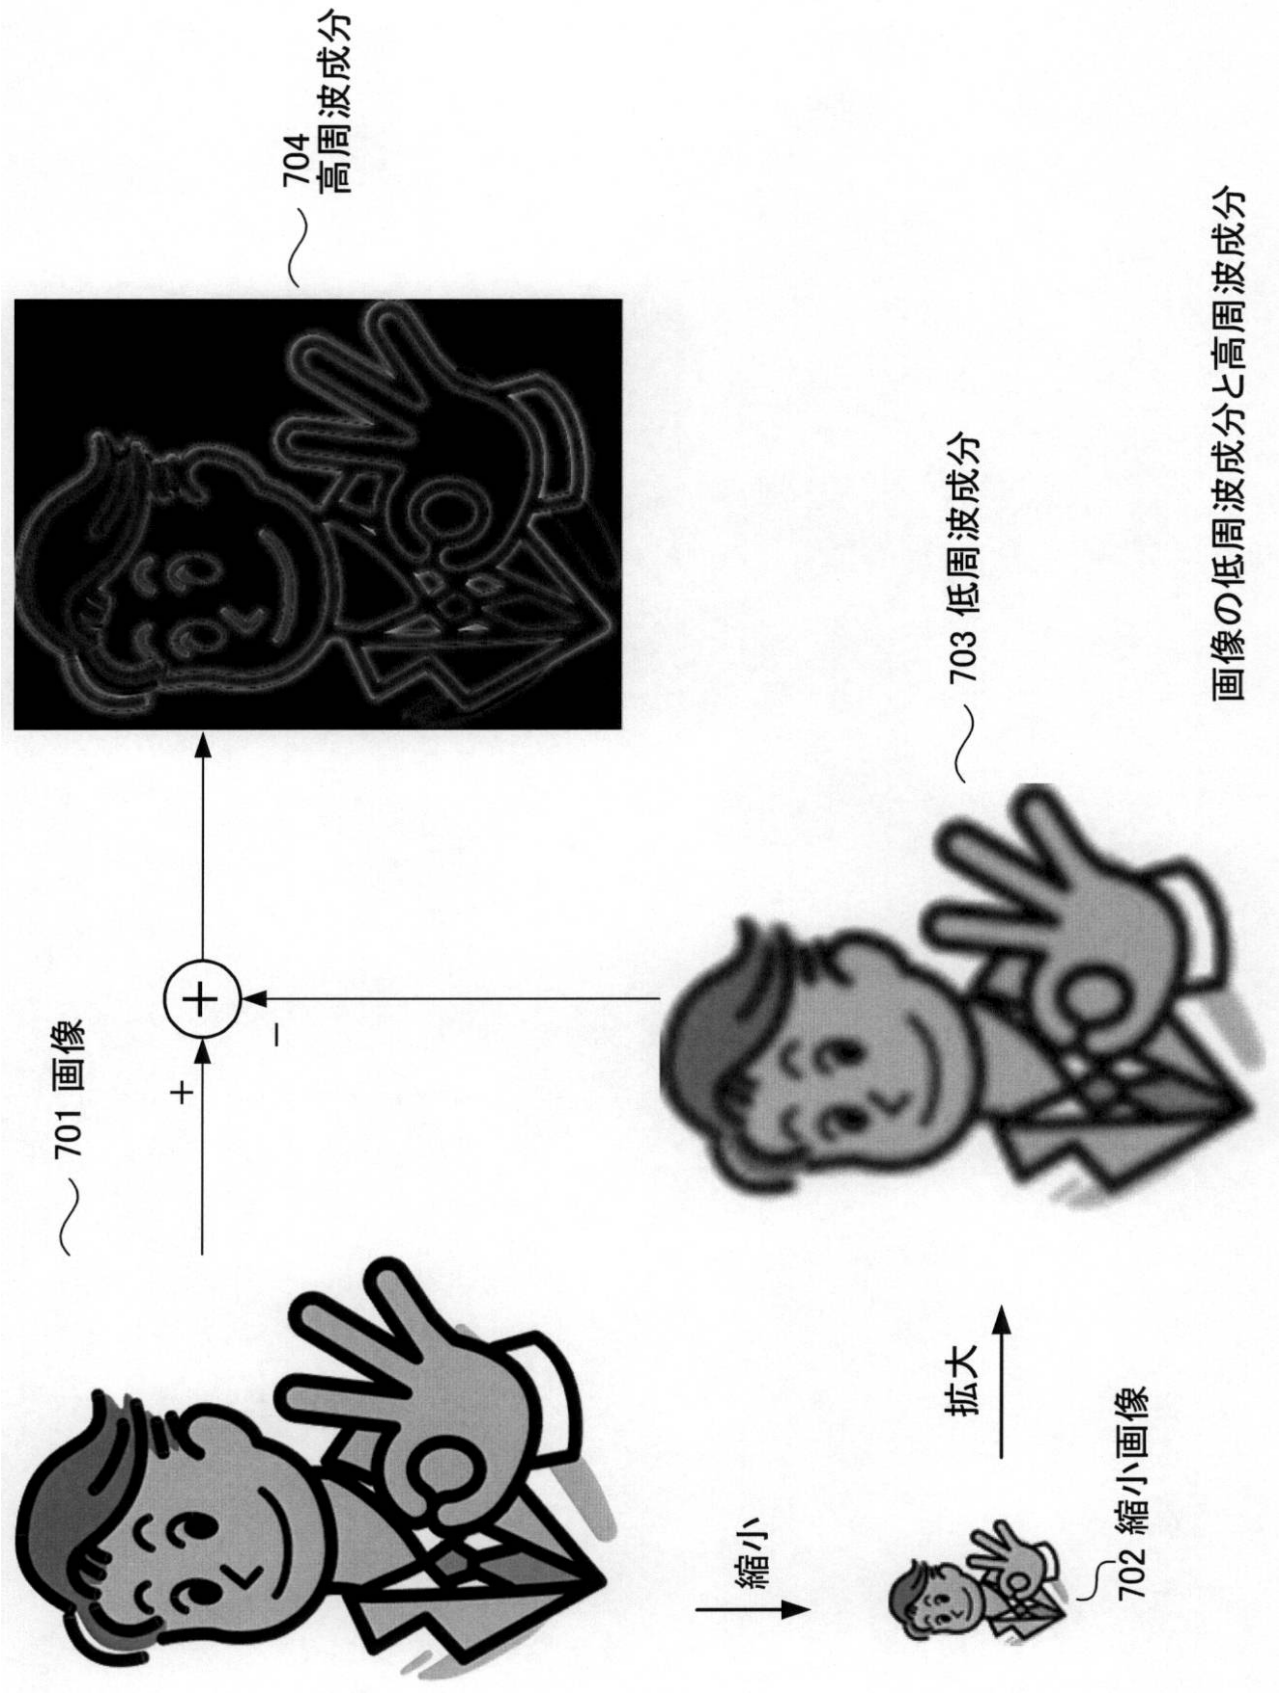 701 画像
+
+
−
704
高周波成分
縮小
702 縮小画像
拡大
703 低周波成分
画像の低周波成分と高周波成分